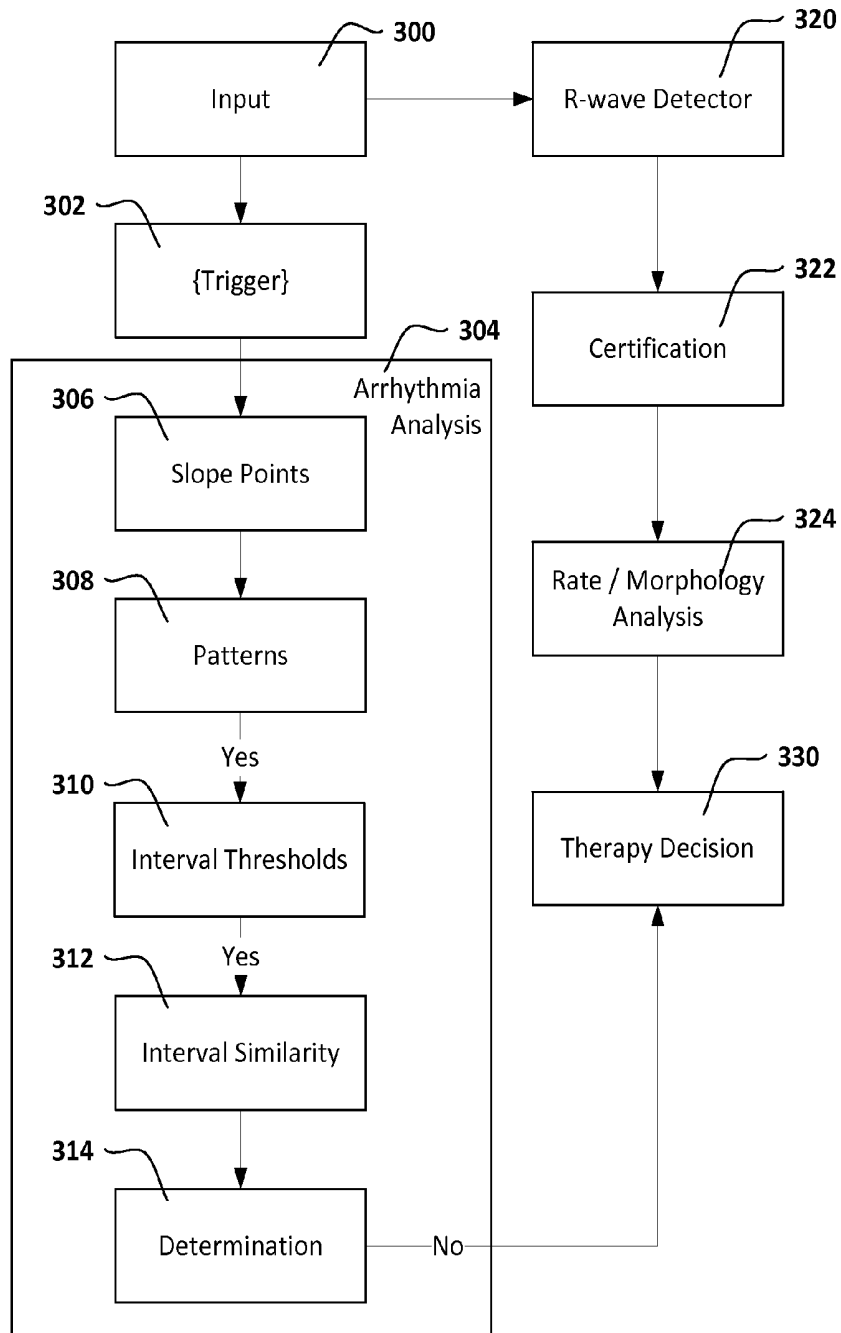 300
Input
320
R-wave Detector
302
{Trigger}
322
Certification
304
Arrhythmia
Analysis
306
Slope Points
324
Rate / Morphology
Analysis
308
Patterns
Yes
330
Therapy Decision
310
Interval Thresholds
Yes
312
Interval Similarity
314
Determination
No